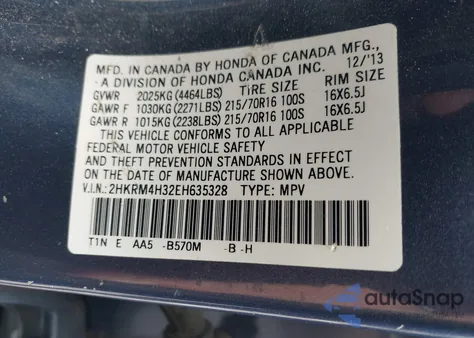 MFD. IN CANADA BY HONDA OF CANADA MFG.,
- A DIVISION OF HONDA CANADA INC. 12/'13
GVWR 2025KG (4464LBS) TIRE SIZE RIM SIZE
GAWR F 1030KG (2271LBS) 215/70R16 100S 16X6.5J
GAWR R 1015KG (2238LBS) 215/70R16 100S 16X6.5J
THIS VEHICLE CONFORMS TO ALL APPLICABLE
FEDERAL MOTOR VEHICLE SAFETY
AND THEFT PREVENTION STANDARDS IN EFFECT
ON THE DATE OF MANUFACTURE SHOWN ABOVE.
V.I.N.: 2HKRM4H32EH635328 TYPE: MPV
T1N E AA5 -B570M -B -H
autoSnap